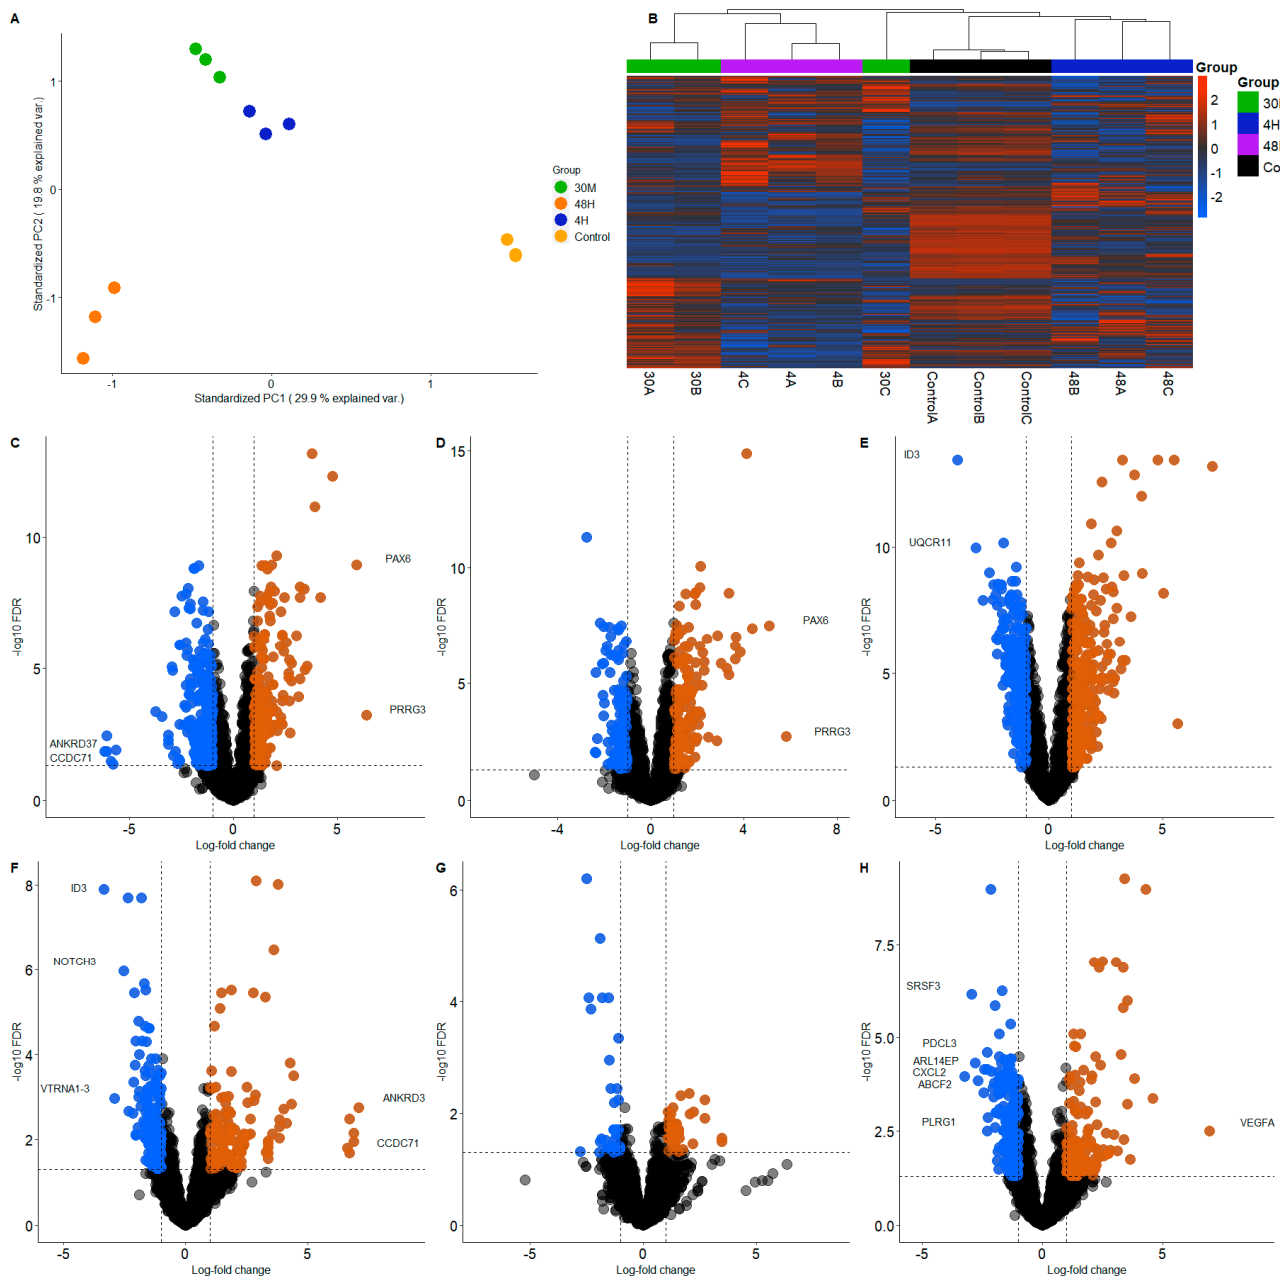 A
1
0
-1
-1
0
1
Standardized PC2 ( 19.8 % explained var.)
Standardized PC1 ( 29.9 % explained var.)
Group
30M
48H
4H
Control
B
30A
30B
4C
4A
4B
30C
ControlA
ControlB
ControlC
48B
48A
48C
Group
2
1
0
-1
-2
Group
4H
C
10
5
0
-5
0
5
-log10 FDR
Log-fold change
PAX6
PRRG3
ANKRD37
CCDC71
D
15
10
5
0
-4
0
4
8
-log10 FDR
Log-fold change
PAX6
PRRG3
E
10
5
0
-5
0
5
-log10 FDR
Log-fold change
ID3
UQCR11
F
8
6
4
2
0
-5
0
5
-log10 FDR
Log-fold change
ID3
NOTCH3
VTRNA1-3
ANKRD3
CCDC71
G
6
4
2
0
0
5
-log10 FDR
Log-fold change
H
7.5
5.0
2.5
0.0
-5
0
5
-log10 FDR
Log-fold change
SRSF3
PDCL3
ARL14EP
CXCL2
ABCF2
PLRG1
VEGFA